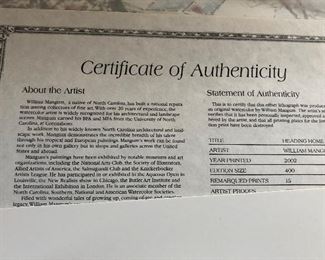 Certificate of Authenticity
About the Artist
William Mangum, a native of North Carolina, has built a national reputa-
tion among collectors of fine art. With over 20 years of experience, the
watercolorist is widely recognized for his architectural and landscape
scenes. Mangum earned his BFA and MFA from the University of North
Carolina, at Greensboro.
In addition to his widely known North Carolina architectural and land-
scape work, Mangum demonstrates the incredible breadth of his talent
through his tropical and European paintings. Mangum's work can be found
not only in his own gallery but in shops and galleries across the United
States and abroad.
Mangum's paintings have been exhibited by notable museum and art
organizations, including the National Arts Club, the Society of Illustrators,
Allied Artists of America, the Salmagundi Club and the Knickerbocker
Artists League. He has participated in or exhibited in the Aqueous Open in
Louisville, the New Realism show in Chicago, the Butler Art Institute and
the International Exhibition in London. He is an associate member of the
North Carolina, Southern, National and American Watercolor Societies.
Filled with wonderful tales of growing up, coming of age and
legacy William Mangum's
Statement of Authenticity
This is to certify that this offset lithograph was produced
an original watercolor by William Mangum. The artist's
verifies that it has been personally inspected, approved
by the artist, and that all printing plates for the
tion print have been destroyed.
TITLE HEADING HOME
ARTIST WILLIAM MANG
YEAR PRINTED 2002
EDITION SIZE 400
REMARQUED PRINTS 15
ARTIST PROOFS